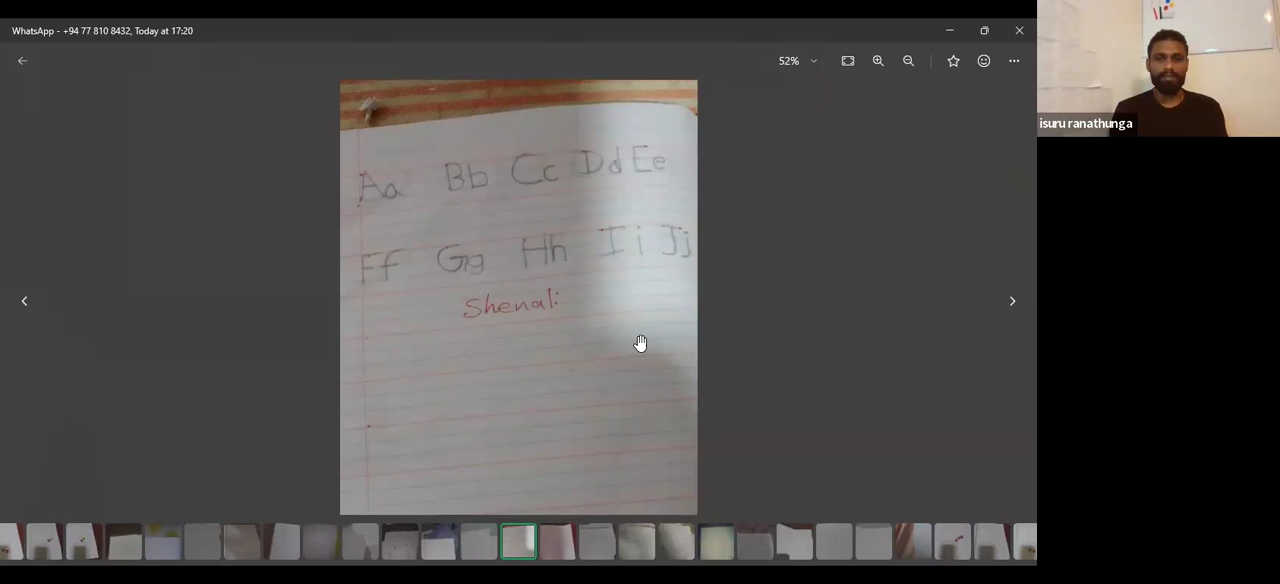 WhatsApp - +94 77 810 8432, Today at 17:20
52%
isuru ranathunga
Aa Bb Cc Dd Ee
Ff Gg Hh Ii Jj
Shenali